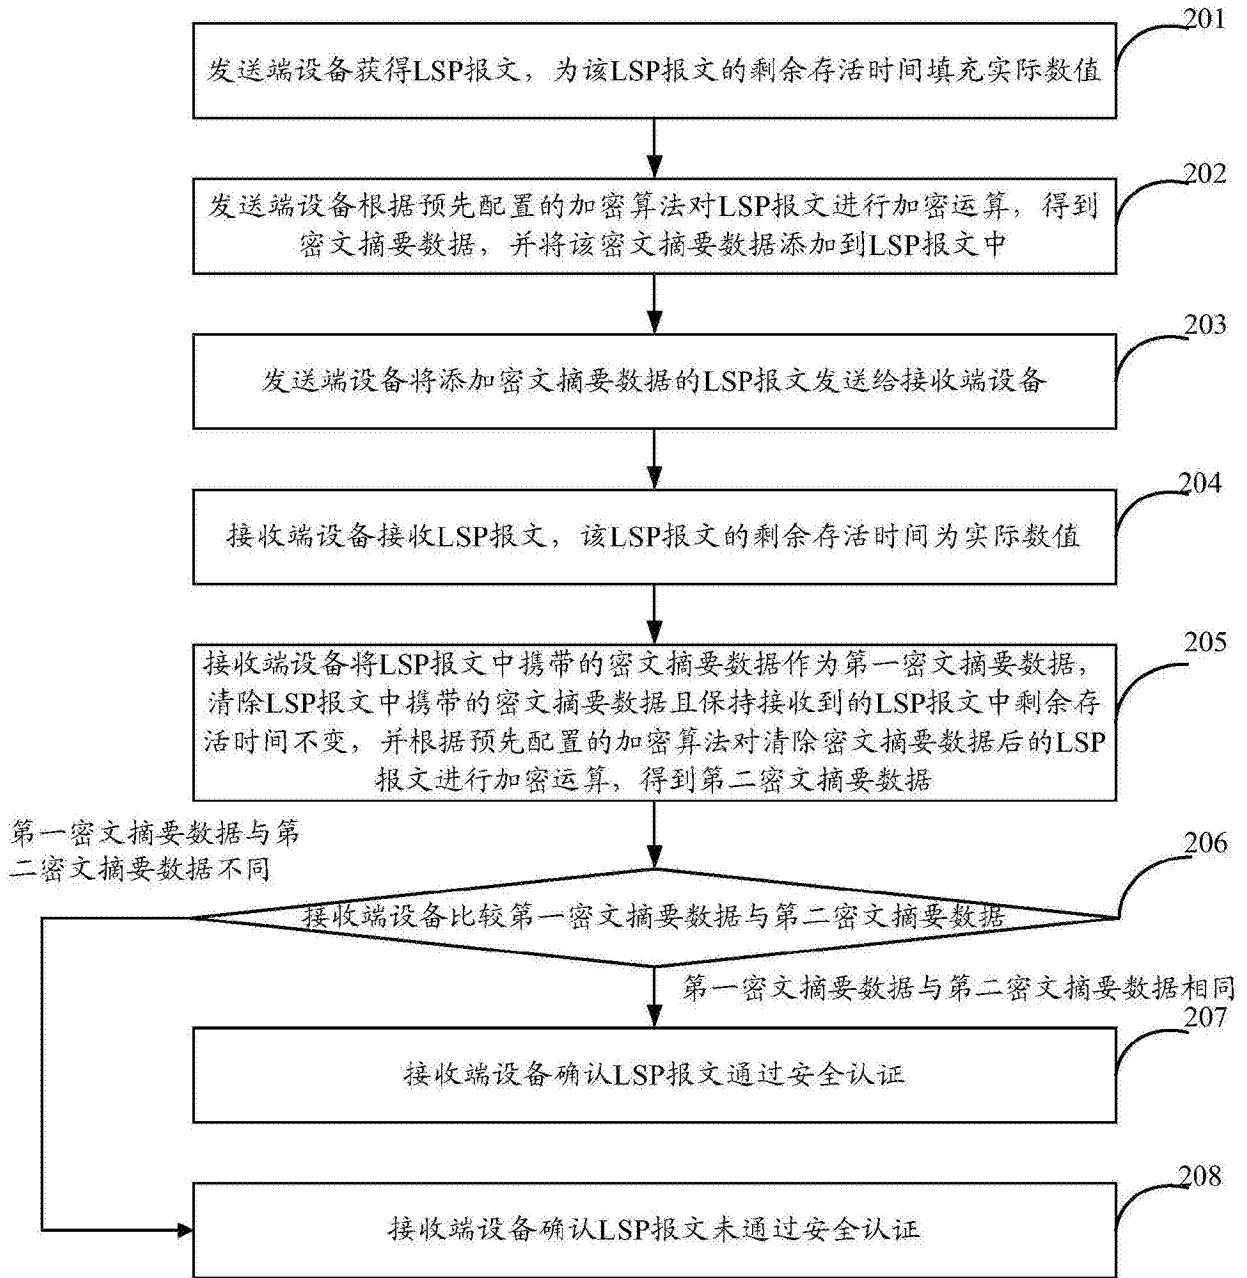 201
发送端设备获得LSP报文，为该LSP报文的剩余存活时间填充实际数值
202
发送端设备根据预先配置的加密算法对LSP报文进行加密运算，得到
密文摘要数据，并将该密文摘要数据添加到LSP报文中
203
发送端设备将添加密文摘要数据的LSP报文发送给接收端设备
204
接收端设备接收LSP报文，该LSP报文的剩余存活时间为实际数值
205
接收端设备将LSP报文中携带的密文摘要数据作为第一密文摘要数据，
清除LSP报文中携带的密文摘要数据且保持接收到的LSP报文中剩余存
活时间不变，并根据预先配置的加密算法对清除密文摘要数据后的LSP
报文进行加密运算，得到第二密文摘要数据
第一密文摘要数据与第
二密文摘要数据不同
206
接收端设备比较第一密文摘要数据与第二密文摘要数据
第一密文摘要数据与第二密文摘要数据相同
207
接收端设备确认LSP报文通过安全认证
208
接收端设备确认LSP报文未通过安全认证